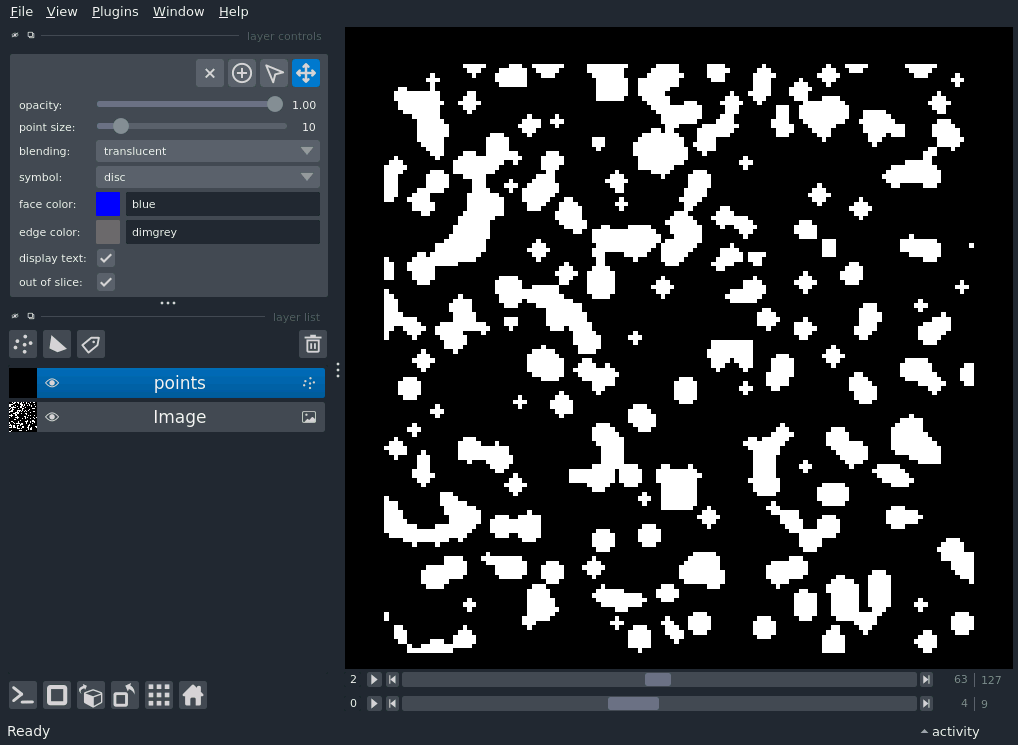 File View Plugins Window Help
layer controls
opacity: 1.00
point size: 10
blending: translucent
symbol: disc
face color: blue
edge color: dimgrey
display text:
out of slice:
layer list
points
Image
2 63 127
0 4 9
Ready activity